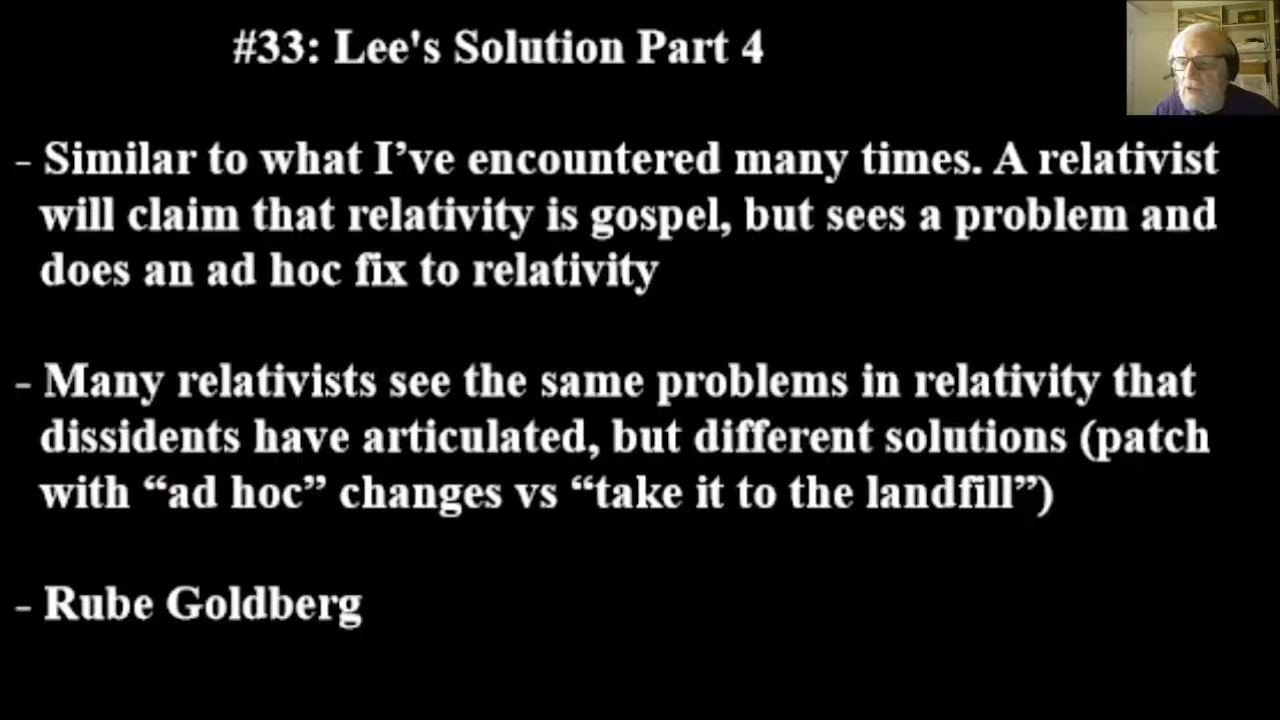 #33: Lee's Solution Part 4
- Similar to what I’ve encountered many times. A relativist
will claim that relativity is gospel, but sees a problem and
does an ad hoc fix to relativity
- Many relativists see the same problems in relativity that
dissidents have articulated, but different solutions (patch
with “ad hoc” changes vs “take it to the landfill”)
- Rube Goldberg